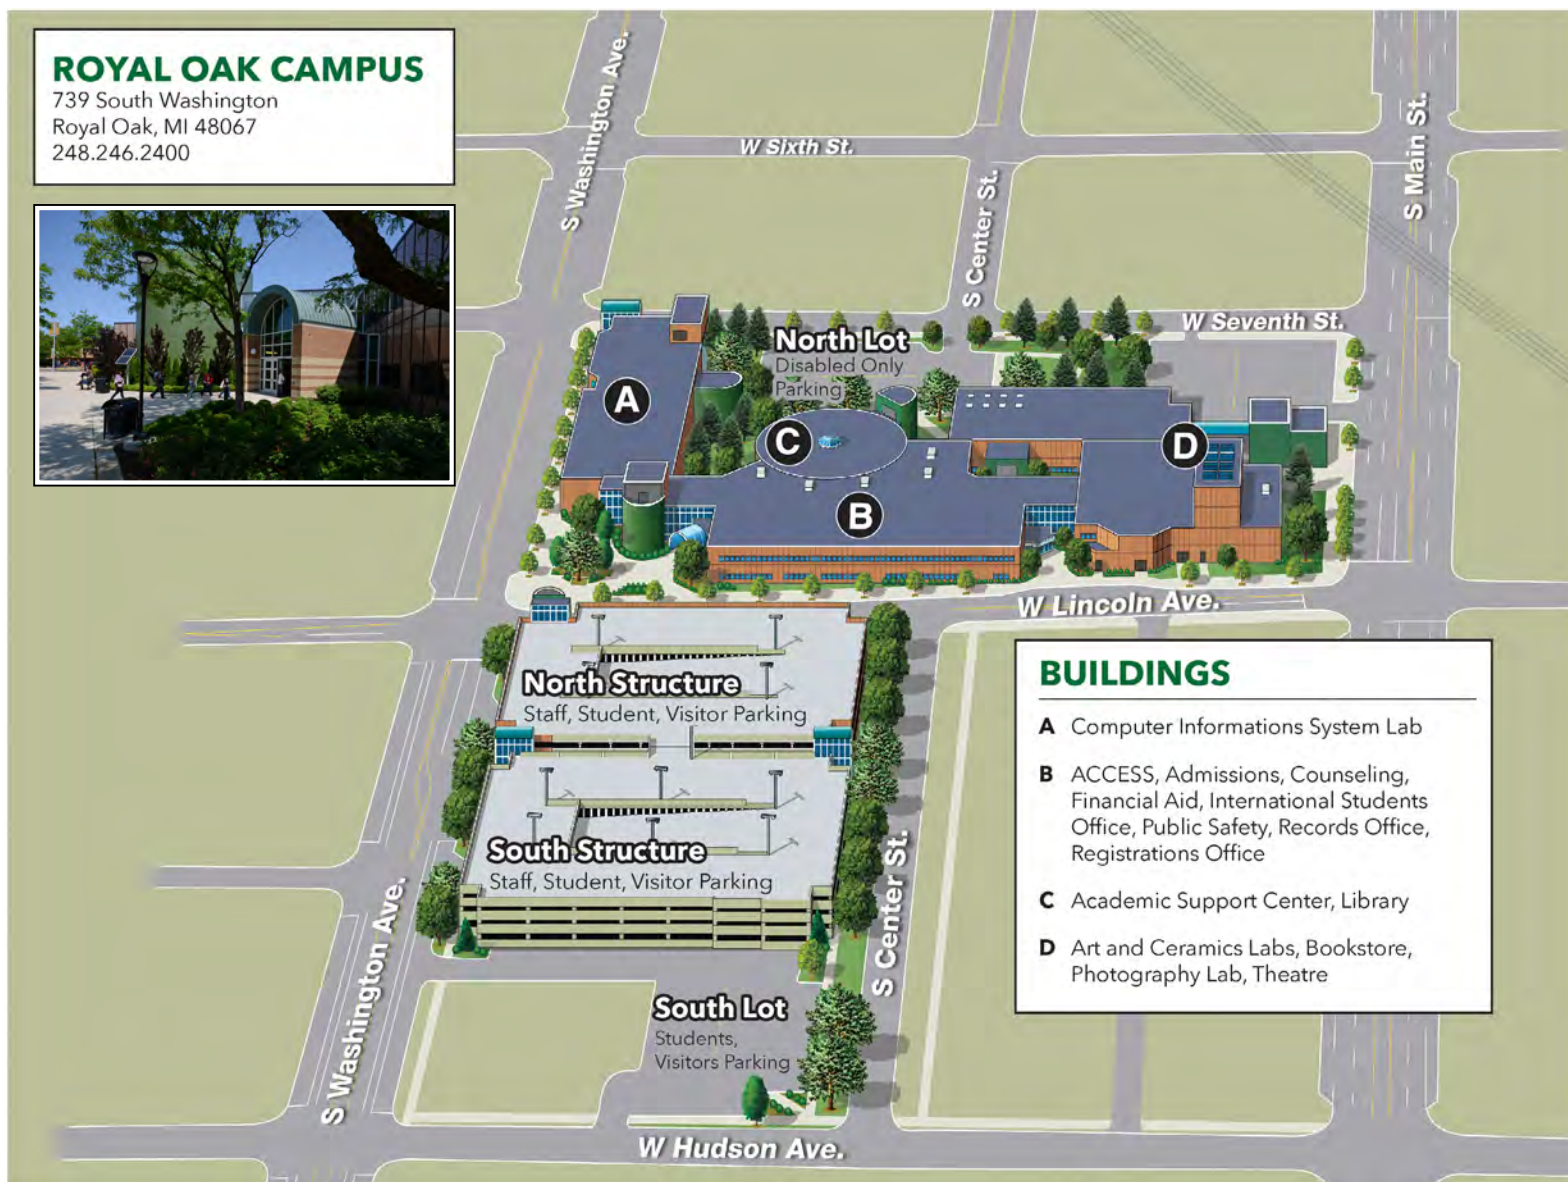 ROYAL OAK CAMPUS
739 South Washington
Royal Oak, MI 48067
248.246.2400
S Washington Ave.
W Sixth St.
S Center St.
S Main St.
W Seventh St.
North Lot
Disabled Only
Parking
A
C
D
B
W Lincoln Ave.
North Structure
Staff, Student, Visitor Parking
South Structure
Staff, Student, Visitor Parking
S Washington Ave.
S Center St.
South Lot
Students,
Visitors Parking
W Hudson Ave.
BUILDINGS
A Computer Informations System Lab
B ACCESS, Admissions, Counseling,
Financial Aid, International Students
Office, Public Safety, Records Office,
Registrations Office
C Academic Support Center, Library
D Art and Ceramics Labs, Bookstore,
Photography Lab, Theatre